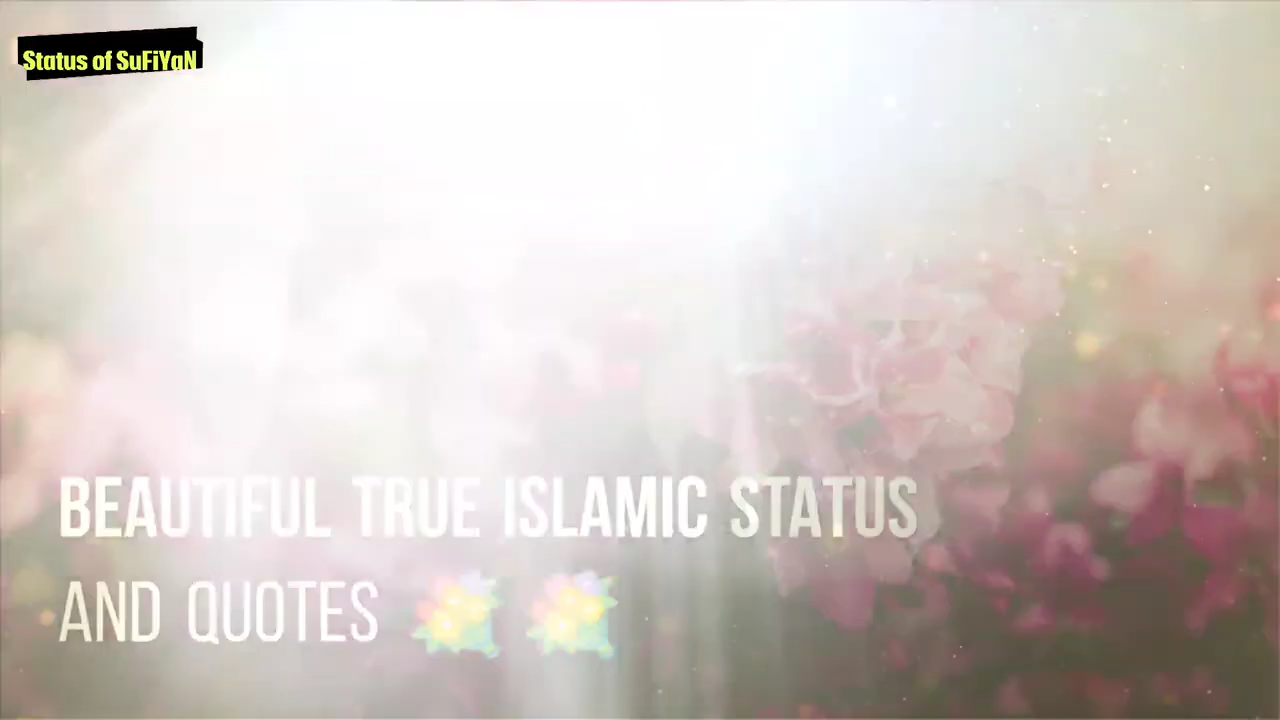 Status of SuFiYaN
BEAUTIFUL TRUE ISLAMIC STATUS
AND QUOTES 💐 💐